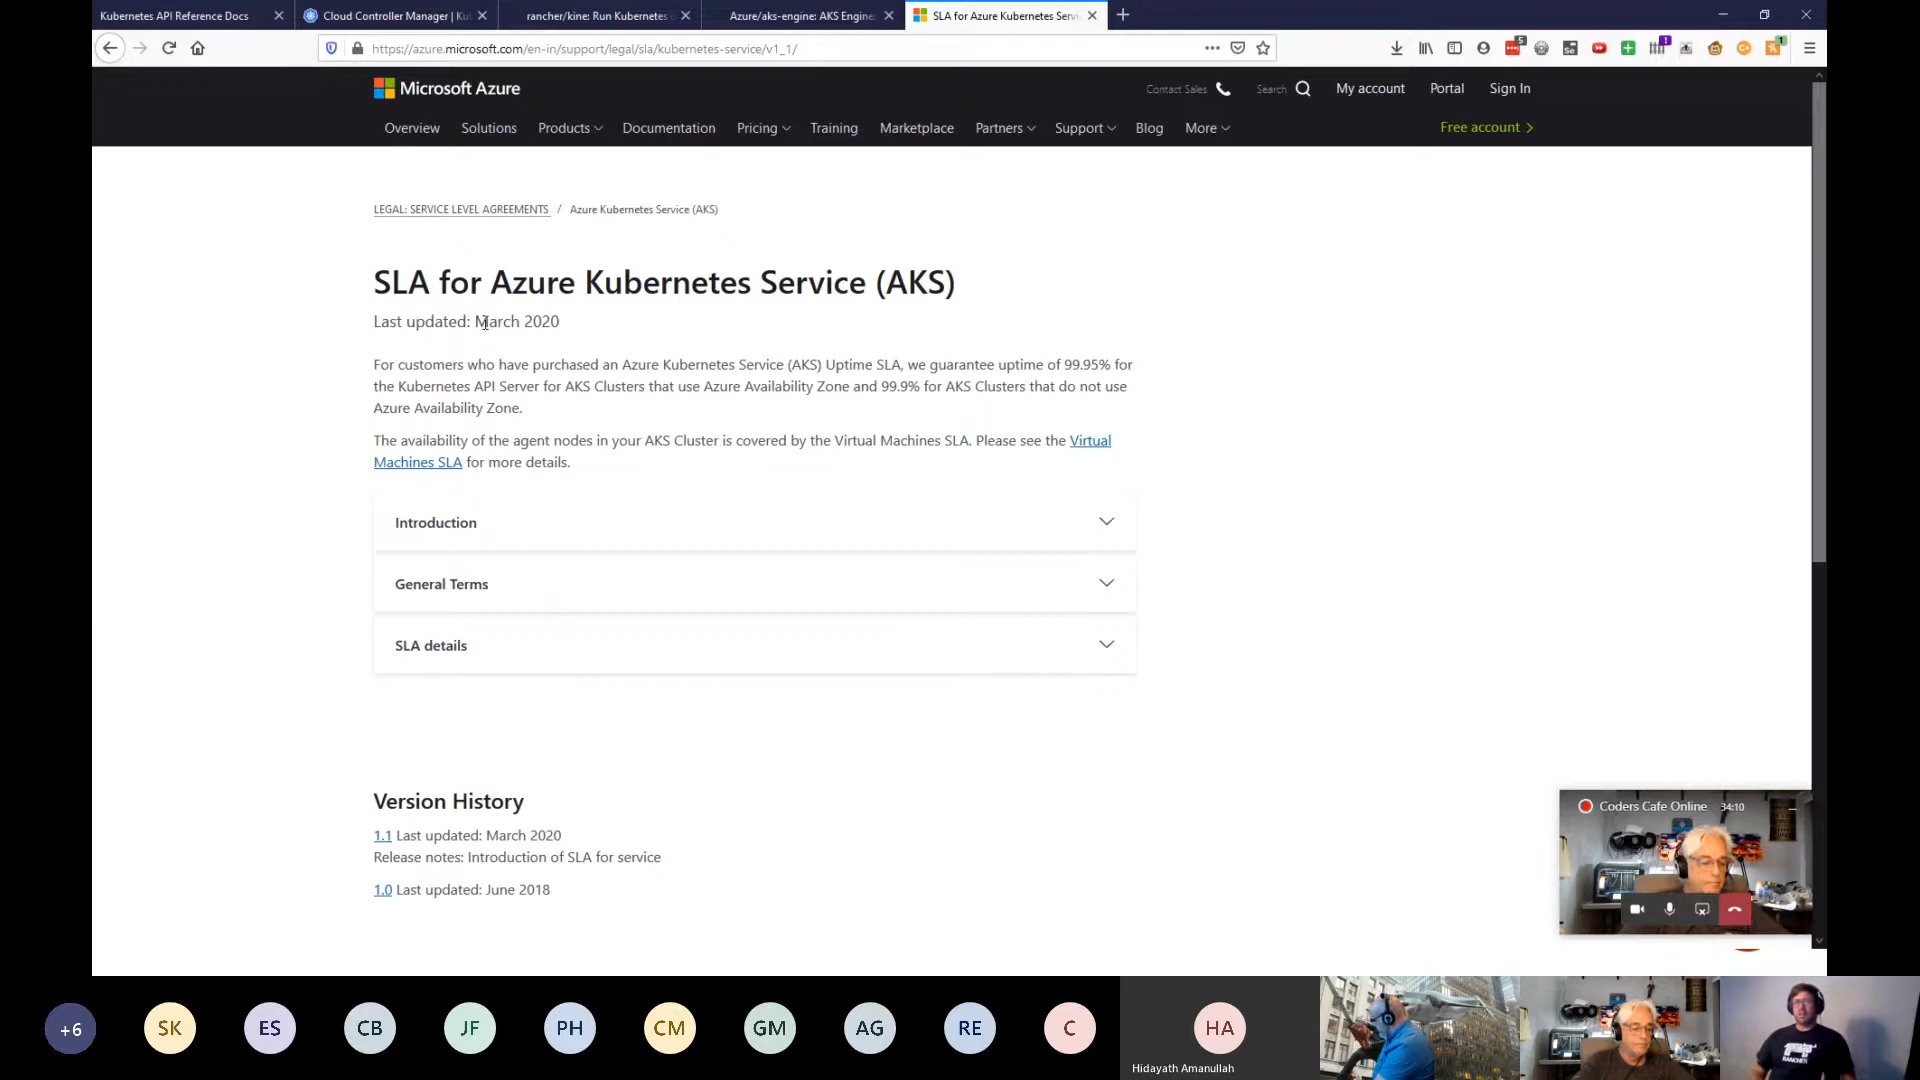 Kubernetes API Reference Docs
Cloud Controller Manager | Ku
rancher/kine: Run Kubernetes
Azure/aks-engine: AKS Engine
SLA for Azure Kubernetes Servi
https://azure.microsoft.com/en-in/support/legal/sla/kubernetes-service/v1_1/
5
1
1
Microsoft Azure
Contact Sales
Search
My account
Portal
Sign In
Overview
Solutions
Products
Documentation
Pricing
Training
Marketplace
Partners
Support
Blog
More
Free account
LEGAL: SERVICE LEVEL AGREEMENTS / Azure Kubernetes Service (AKS)
SLA for Azure Kubernetes Service (AKS)
Last updated: March 2020
For customers who have purchased an Azure Kubernetes Service (AKS) Uptime SLA, we guarantee uptime of 99.95% for
the Kubernetes API Server for AKS Clusters that use Azure Availability Zone and 99.9% for AKS Clusters that do not use
Azure Availability Zone.
The availability of the agent nodes in your AKS Cluster is covered by the Virtual Machines SLA. Please see the Virtual
Machines SLA for more details.
Introduction
General Terms
SLA details
Version History
1.1 Last updated: March 2020
Release notes: Introduction of SLA for service
1.0 Last updated: June 2018
Coders Cafe Online 34:10
+6
SK
ES
CB
JF
PH
CM
GM
AG
RE
C
HA
Hidayath Amanullah
RANCHER